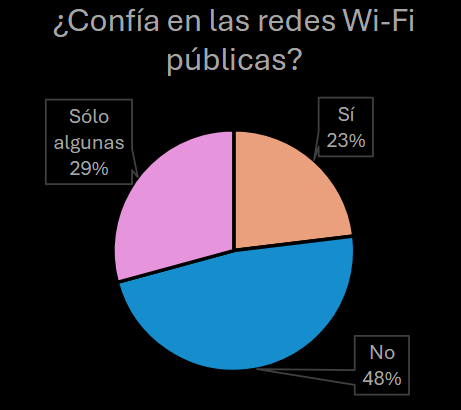 ¿Confía en las redes Wi-Fi
públicas?
Sólo
algunas
29%
Sí
23%
No
48%